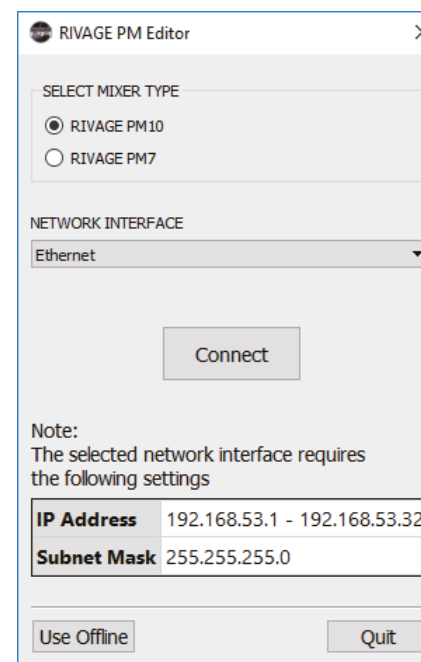 RIVAGE PM Editor
SELECT MIXER TYPE
RIVAGE PM10
RIVAGE PM7
NETWORK INTERFACE
Ethernet
Connect
Note:
The selected network interface requires
the following settings
IP Address 192.168.53.1 - 192.168.53.32
Subnet Mask 255.255.255.0
Use Offline Quit